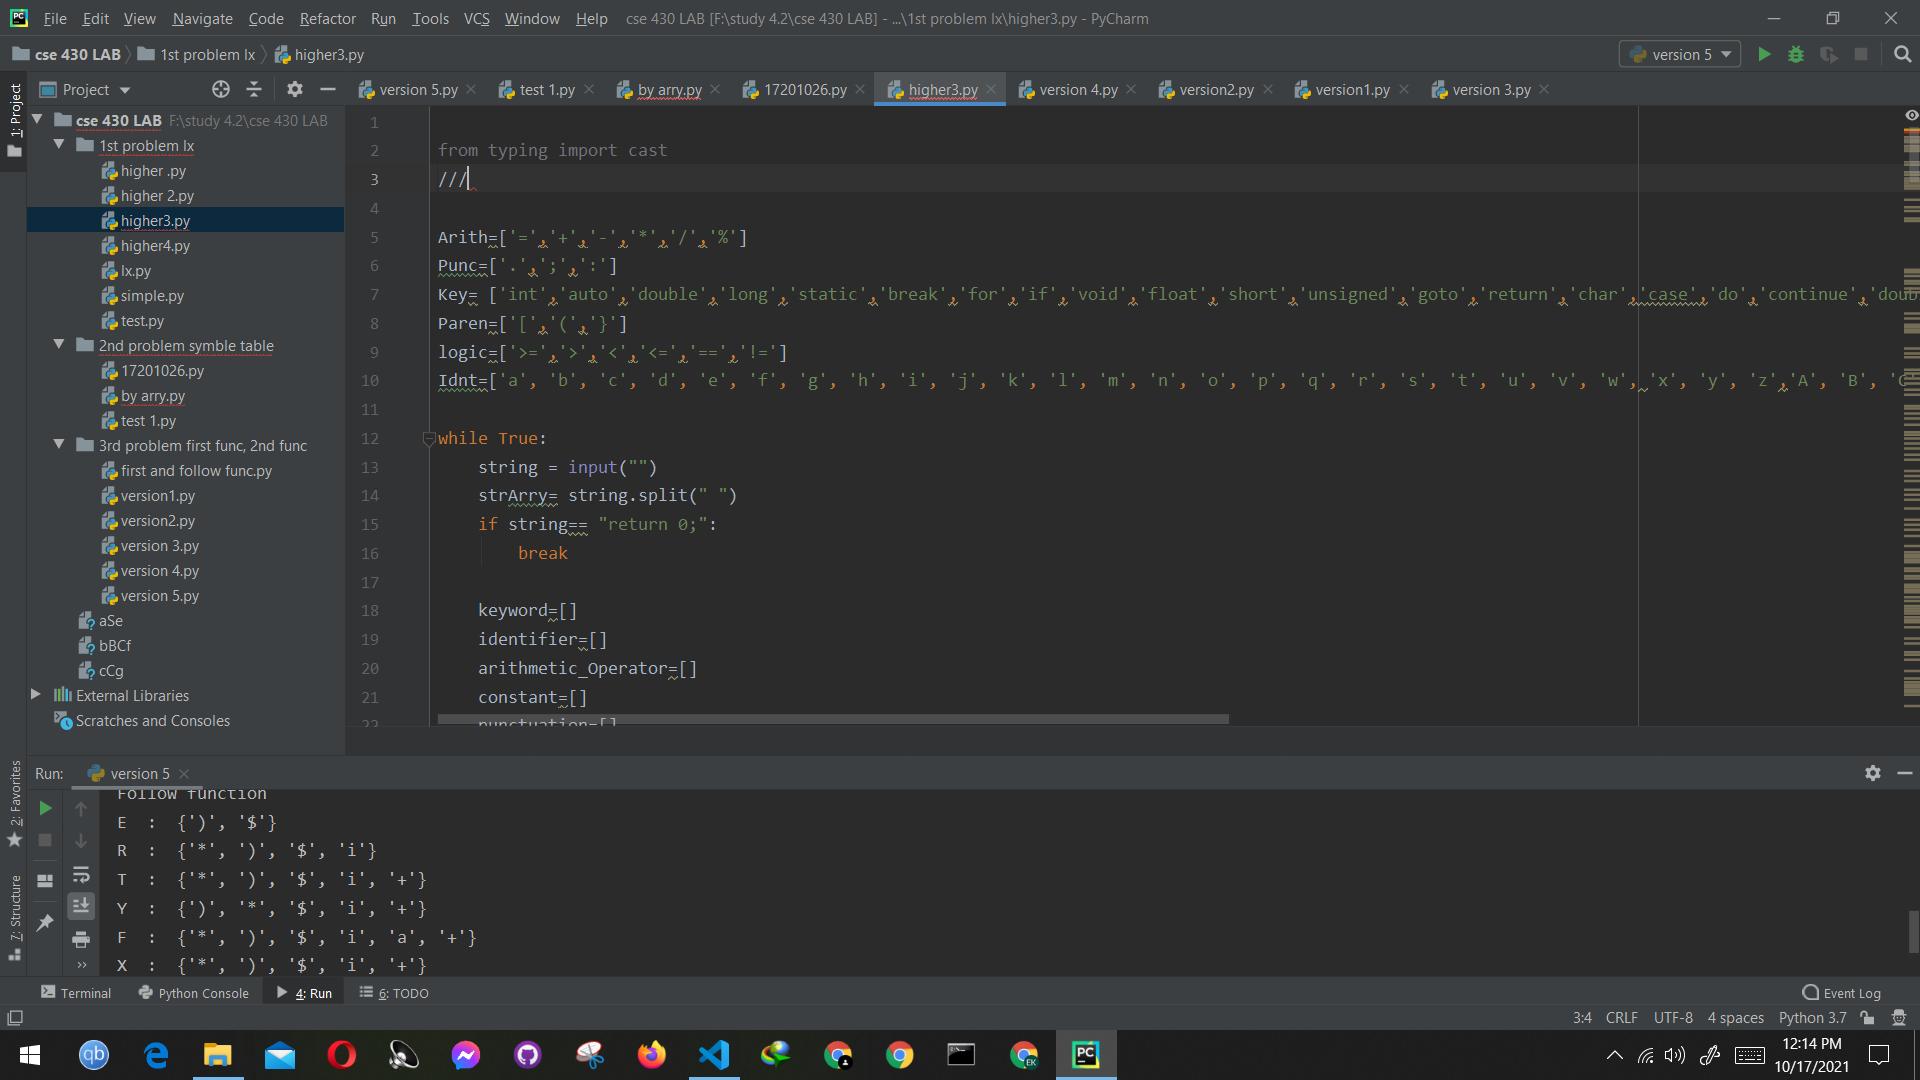 File Edit View Navigate Code Refactor Run Tools VCS Window Help cse 430 LAB [F:\study 4.2\cse 430 LAB] - ...\1st problem lx\higher3.py - PyCharm
cse 430 LAB 1st problem lx higher3.py version 5
Project version 5.py test 1.py by arry.py 17201026.py higher3.py version 4.py version2.py version1.py version 3.py
1: Project
cse 430 LAB F:\study 4.2\cse 430 LAB
1st problem lx
higher .py
higher 2.py
higher3.py
higher4.py
lx.py
simple.py
test.py
2nd problem symble table
17201026.py
by arry.py
test 1.py
3rd problem first func, 2nd func
first and follow func.py
version1.py
version2.py
version 3.py
version 4.py
version 5.py
aSe
bBCf
cCg
External Libraries
Scratches and Consoles
1
2 from typing import cast
3 ///
4
5 Arith=['=','+','-','*','/','%']
6 Punc=['.',';',':']
7 Key= ['int','auto','double','long','static','break','for','if','void','float','short','unsigned','goto','return','char','case','do','continue','doub
8 Paren=['[','(','}']
9 logic=['>=','>','<','<=','==','!=']
10 Idnt=['a', 'b', 'c', 'd', 'e', 'f', 'g', 'h', 'i', 'j', 'k', 'l', 'm', 'n', 'o', 'p', 'q', 'r', 's', 't', 'u', 'v', 'w', 'x', 'y', 'z','A', 'B', 'C
11
12 while True:
13 string = input("")
14 strArry= string.split(" ")
15 if string== "return 0;":
16 break
17
18 keyword=[]
19 identifier=[]
20 arithmetic_Operator=[]
21 constant=[]
22 punctuation=[]
2: Favorites
7: Structure
Run: version 5
Follow function
E : {')', '$'}
R : {'*', ')', '$', 'i'}
T : {'*', ')', '$', 'i', '+'}
Y : {')', '*', '$', 'i', '+'}
F : {'*', ')', '$', 'i', 'a', '+'}
X : {'*', ')', '$', 'i', '+'}
Terminal Python Console 4: Run 6: TODO Event Log
3:4 CRLF UTF-8 4 spaces Python 3.7
12:14 PM
10/17/2021